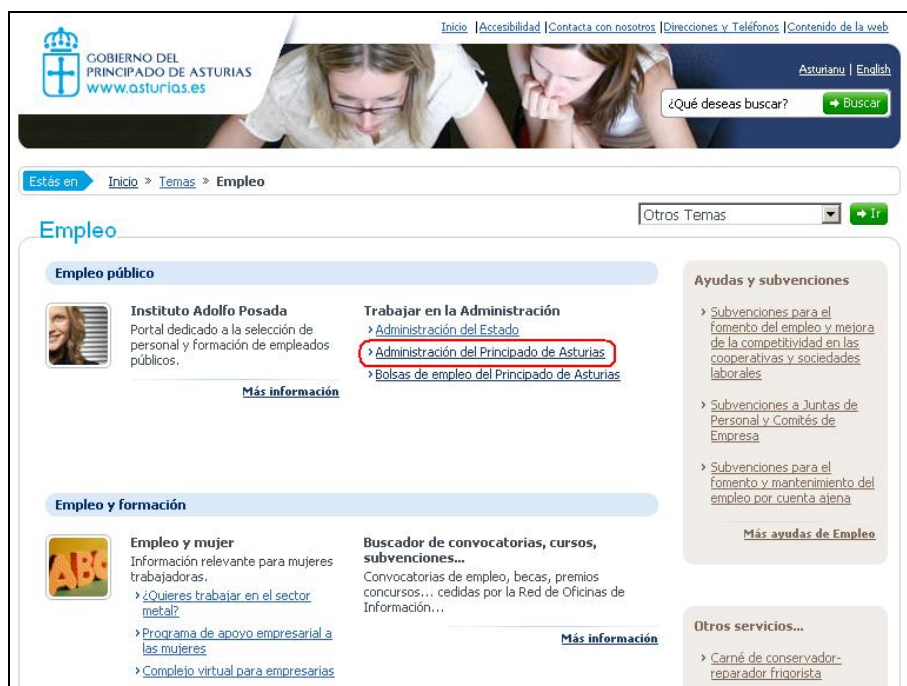 Inicio |Accesibilidad |Contacta con nosotros |Direcciones y Teléfonos |Contenido de la web
GOBIERNO DEL
PRINCIPADO DE ASTURIAS
www.asturias.es
Asturianu | English
¿Qué deseas buscar?
Buscar
Estás en
Inicio » Temas » Empleo
Otros Temas
Ir
Empleo
Empleo público
Instituto Adolfo Posada
Portal dedicado a la selección de
personal y formación de empleados
públicos.
Más información
Trabajar en la Administración
Administración del Estado
Administración del Principado de Asturias
Bolsas de empleo del Principado de Asturias
Empleo y formación
ABC
Empleo y mujer
Información relevante para mujeres
trabajadoras.
¿Quieres trabajar en el sector
metal?
Programa de apoyo empresarial a
las mujeres
Complejo virtual para empresarias
Buscador de convocatorias, cursos,
subvenciones...
Convocatorias de empleo, becas, premios
concursos... cedidas por la Red de Oficinas de
Información...
Más información
Ayudas y subvenciones
Subvenciones para el
fomento del empleo y mejora
de la competitividad en las
cooperativas y sociedades
laborales
Subvenciones a Juntas de
Personal y Comités de
Empresa
Subvenciones para el
fomento y mantenimiento del
empleo por cuenta ajena
Más ayudas de Empleo
Otros servicios...
Carné de conservador-
reparador frigorista